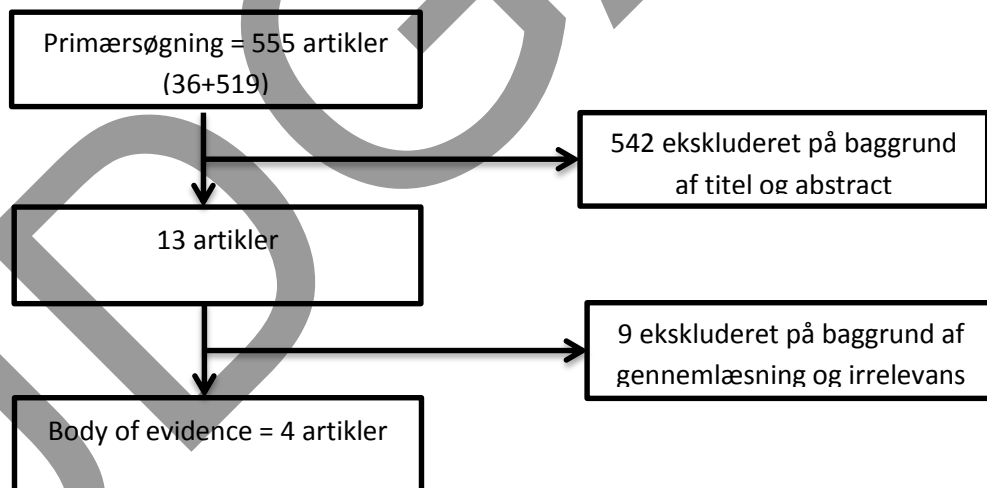 Primærsøgning = 555 artikler
(36+519)
542 ekskluderet på baggrund
af titel og abstract
13 artikler
9 ekskluderet på baggrund af
gennemlæsning og irrelevans
Body of evidence = 4 artikler